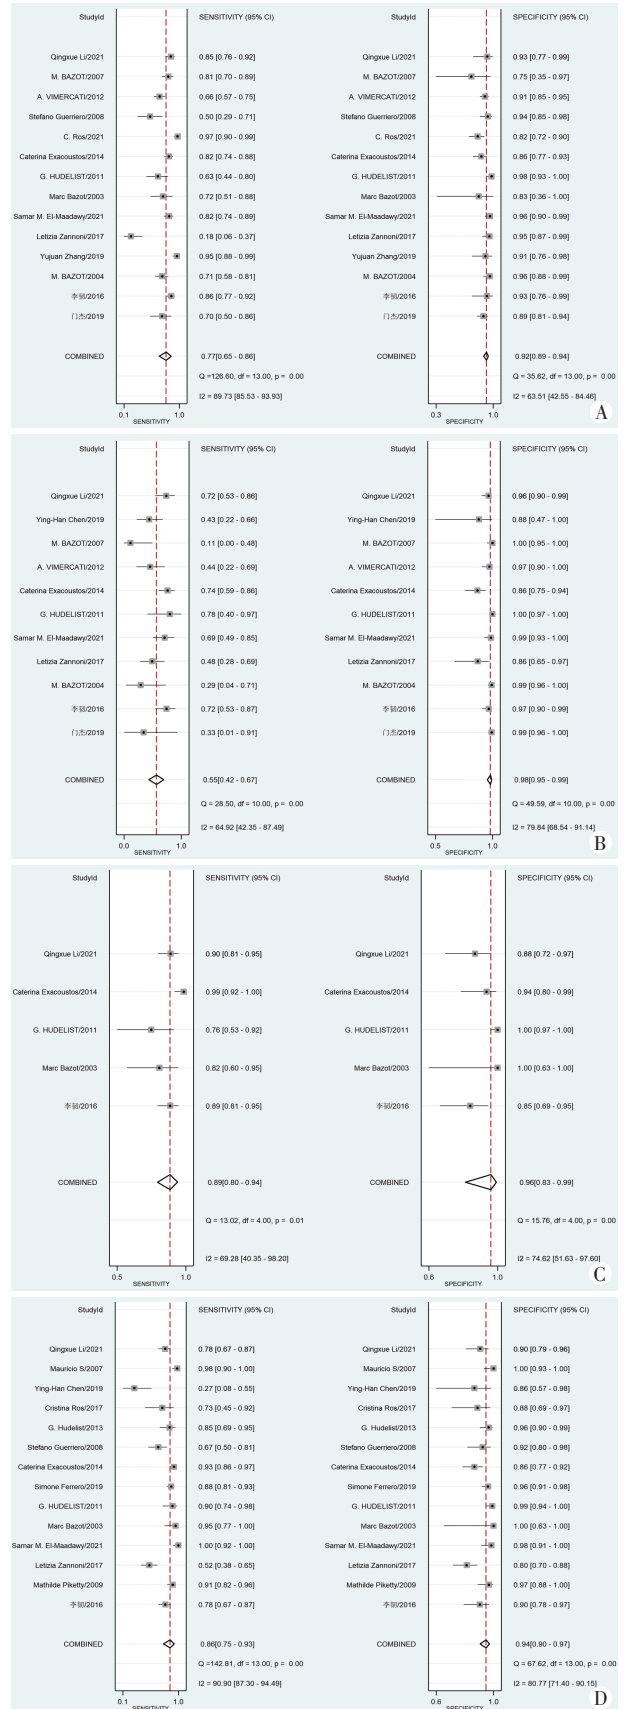 StudyId SENSITIVITY (95% CI)
Qingxue Li/2021 0.85 [0.76 - 0.92]
M. BAZOT/2007 0.81 [0.70 - 0.89]
A. VIMERCATI/2012 0.66 [0.57 - 0.75]
Stefano Guerriero/2008 0.50 [0.29 - 0.71]
C. Ros/2021 0.97 [0.90 - 0.99]
Caterina Exacoustos/2014 0.82 [0.74 - 0.88]
G. HUDELIST/2011 0.63 [0.44 - 0.80]
Marc Bazot/2003 0.72 [0.51 - 0.88]
Samar M. El-Maadawy/2021 0.82 [0.74 - 0.89]
Letizia Zannoni/2017 0.18 [0.06 - 0.37]
Yujuan Zhang/2019 0.95 [0.88 - 0.99]
M. BAZOT/2004 0.71 [0.58 - 0.81]
李韧/2016 0.86 [0.77 - 0.92]
门杰/2019 0.70 [0.50 - 0.86]
COMBINED 0.77[0.65 - 0.86]
Q =126.60, df = 13.00, p = 0.00
I2 = 89.73 [85.53 - 93.93]
0.1 1.0
SENSITIVITY
StudyId SPECIFICITY (95% CI)
Qingxue Li/2021 0.93 [0.77 - 0.99]
M. BAZOT/2007 0.75 [0.35 - 0.97]
A. VIMERCATI/2012 0.91 [0.85 - 0.95]
Stefano Guerriero/2008 0.94 [0.85 - 0.98]
C. Ros/2021 0.82 [0.72 - 0.90]
Caterina Exacoustos/2014 0.86 [0.77 - 0.93]
G. HUDELIST/2011 0.98 [0.93 - 1.00]
Marc Bazot/2003 0.83 [0.36 - 1.00]
Samar M. El-Maadawy/2021 0.96 [0.90 - 0.99]
Letizia Zannoni/2017 0.95 [0.87 - 0.99]
Yujuan Zhang/2019 0.91 [0.76 - 0.98]
M. BAZOT/2004 0.96 [0.88 - 0.99]
李韧/2016 0.93 [0.76 - 0.99]
门杰/2019 0.89 [0.81 - 0.94]
COMBINED 0.92[0.89 - 0.94]
Q = 35.62, df = 13.00, p = 0.00
I2 = 63.51 [42.55 - 84.46]
0.3 1.0
SPECIFICITY
A
StudyId SENSITIVITY (95% CI)
Qingxue Li/2021 0.72 [0.53 - 0.86]
Ying-Han Chen/2019 0.43 [0.22 - 0.66]
M. BAZOT/2007 0.11 [0.00 - 0.48]
A. VIMERCATI/2012 0.44 [0.22 - 0.69]
Caterina Exacoustos/2014 0.74 [0.59 - 0.86]
G. HUDELIST/2011 0.78 [0.40 - 0.97]
Samar M. El-Maadawy/2021 0.69 [0.49 - 0.85]
Letizia Zannoni/2017 0.48 [0.28 - 0.69]
M. BAZOT/2004 0.29 [0.04 - 0.71]
李韧/2016 0.72 [0.53 - 0.87]
门杰/2019 0.33 [0.01 - 0.91]
COMBINED 0.55[0.42 - 0.67]
Q = 28.50, df = 10.00, p = 0.00
I2 = 64.92 [42.35 - 87.49]
0.0 1.0
SENSITIVITY
StudyId SPECIFICITY (95% CI)
Qingxue Li/2021 0.96 [0.90 - 0.99]
Ying-Han Chen/2019 0.88 [0.47 - 1.00]
M. BAZOT/2007 1.00 [0.95 - 1.00]
A. VIMERCATI/2012 0.97 [0.90 - 1.00]
Caterina Exacoustos/2014 0.86 [0.75 - 0.94]
G. HUDELIST/2011 1.00 [0.97 - 1.00]
Samar M. El-Maadawy/2021 0.99 [0.93 - 1.00]
Letizia Zannoni/2017 0.86 [0.65 - 0.97]
M. BAZOT/2004 0.99 [0.96 - 1.00]
李韧/2016 0.97 [0.90 - 0.99]
门杰/2019 0.99 [0.96 - 1.00]
COMBINED 0.98[0.95 - 0.99]
Q = 49.59, df = 10.00, p = 0.00
I2 = 79.84 [68.54 - 91.14]
0.5 1.0
SPECIFICITY
B
StudyId SENSITIVITY (95% CI)
Qingxue Li/2021 0.90 [0.81 - 0.95]
Caterina Exacoustos/2014 0.99 [0.92 - 1.00]
G. HUDELIST/2011 0.76 [0.53 - 0.92]
Marc Bazot/2003 0.82 [0.60 - 0.95]
李韧/2016 0.89 [0.81 - 0.95]
COMBINED 0.89[0.80 - 0.94]
Q = 13.02, df = 4.00, p = 0.01
I2 = 69.28 [40.35 - 98.20]
0.5 1.0
SENSITIVITY
StudyId SPECIFICITY (95% CI)
Qingxue Li/2021 0.88 [0.72 - 0.97]
Caterina Exacoustos/2014 0.94 [0.80 - 0.99]
G. HUDELIST/2011 1.00 [0.97 - 1.00]
Marc Bazot/2003 1.00 [0.63 - 1.00]
李韧/2016 0.85 [0.69 - 0.95]
COMBINED 0.96[0.83 - 0.99]
Q = 15.76, df = 4.00, p = 0.00
I2 = 74.62 [51.63 - 97.60]
0.6 1.0
SPECIFICITY
C
StudyId SENSITIVITY (95% CI)
Qingxue Li/2021 0.78 [0.67 - 0.87]
Mauricio S/2007 0.98 [0.90 - 1.00]
Ying-Han Chen/2019 0.27 [0.08 - 0.55]
Cristina Ros/2017 0.73 [0.45 - 0.92]
G. Hudelist/2013 0.85 [0.69 - 0.95]
Stefano Guerriero/2008 0.67 [0.50 - 0.81]
Caterina Exacoustos/2014 0.93 [0.86 - 0.97]
Simone Ferrero/2019 0.88 [0.81 - 0.93]
G. HUDELIST/2011 0.90 [0.74 - 0.98]
Marc Bazot/2003 0.95 [0.77 - 1.00]
Samar M. El-Maadawy/2021 1.00 [0.92 - 1.00]
Letizia Zannoni/2017 0.52 [0.38 - 0.65]
Mathilde Piketty/2009 0.91 [0.82 - 0.96]
李韧/2016 0.78 [0.67 - 0.87]
COMBINED 0.86[0.75 - 0.93]
Q =142.81, df = 13.00, p = 0.00
I2 = 90.90 [87.30 - 94.49]
0.1 1.0
SENSITIVITY
StudyId SPECIFICITY (95% CI)
Qingxue Li/2021 0.90 [0.79 - 0.96]
Mauricio S/2007 1.00 [0.93 - 1.00]
Ying-Han Chen/2019 0.86 [0.57 - 0.98]
Cristina Ros/2017 0.88 [0.69 - 0.97]
G. Hudelist/2013 0.96 [0.90 - 0.99]
Stefano Guerriero/2008 0.92 [0.80 - 0.98]
Caterina Exacoustos/2014 0.86 [0.77 - 0.92]
Simone Ferrero/2019 0.96 [0.91 - 0.98]
G. HUDELIST/2011 0.99 [0.94 - 1.00]
Marc Bazot/2003 1.00 [0.63 - 1.00]
Samar M. El-Maadawy/2021 0.98 [0.91 - 1.00]
Letizia Zannoni/2017 0.80 [0.70 - 0.88]
Mathilde Piketty/2009 0.97 [0.88 - 1.00]
李韧/2016 0.90 [0.78 - 0.97]
COMBINED 0.94[0.90 - 0.97]
Q = 67.62, df = 13.00, p = 0.00
I2 = 80.77 [71.40 - 90.15]
0.6 1.0
SPECIFICITY
D